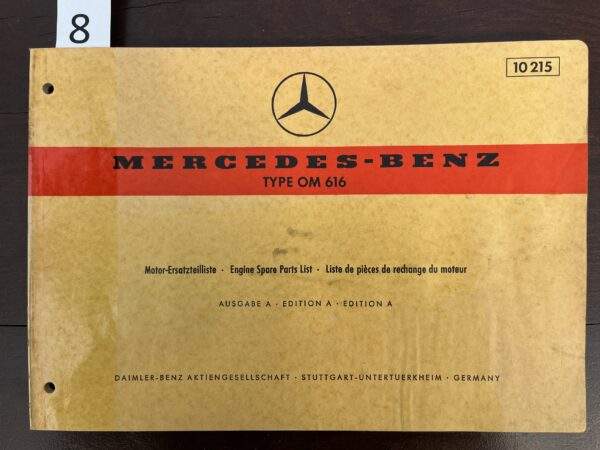 8
10 215
MERCEDES-BENZ
TYPE OM 616
Motor-Ersatzteilliste · Engine Spare Parts List · Liste de pièces de rechange du moteur
AUSGABE A · EDITION A · EDITION A
DAIMLER-BENZ AKTIENGESELLSCHAFT · STUTTGART-UNTERTUERKHEIM · GERMANY